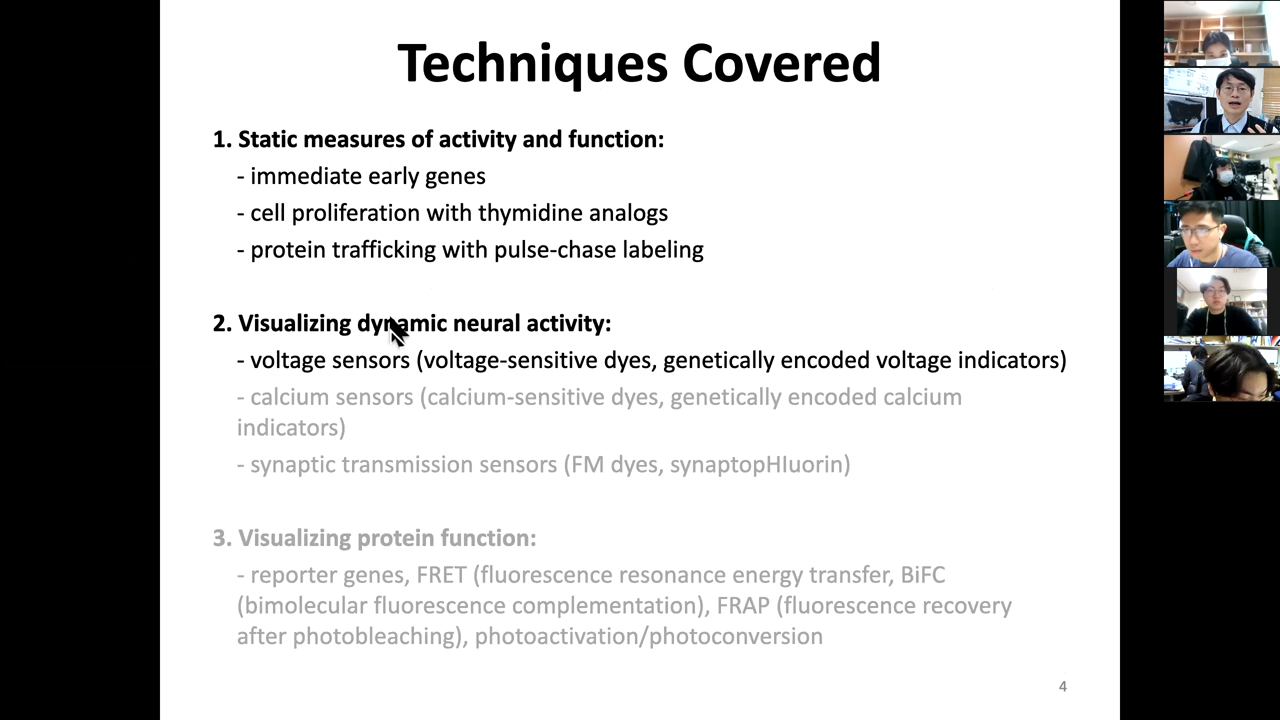 Techniques Covered
1. Static measures of activity and function:
- immediate early genes
- cell proliferation with thymidine analogs
- protein trafficking with pulse-chase labeling
2. Visualizing dynamic neural activity:
- voltage sensors (voltage-sensitive dyes, genetically encoded voltage indicators)
- calcium sensors (calcium-sensitive dyes, genetically encoded calcium
indicators)
- synaptic transmission sensors (FM dyes, synaptopHluorin)
3. Visualizing protein function:
- reporter genes, FRET (fluorescence resonance energy transfer, BiFC
(bimolecular fluorescence complementation), FRAP (fluorescence recovery
after photobleaching), photoactivation/photoconversion
4